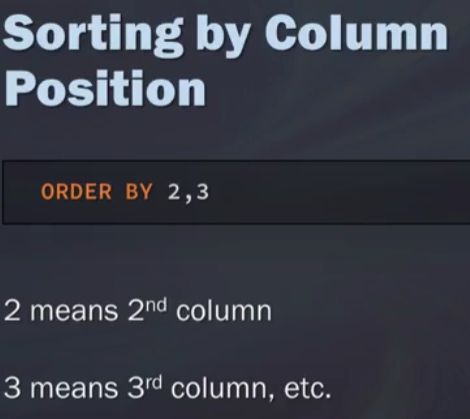 Sorting by Column
Position
ORDER BY 2,3
2 means 2nd column
3 means 3rd column, etc.